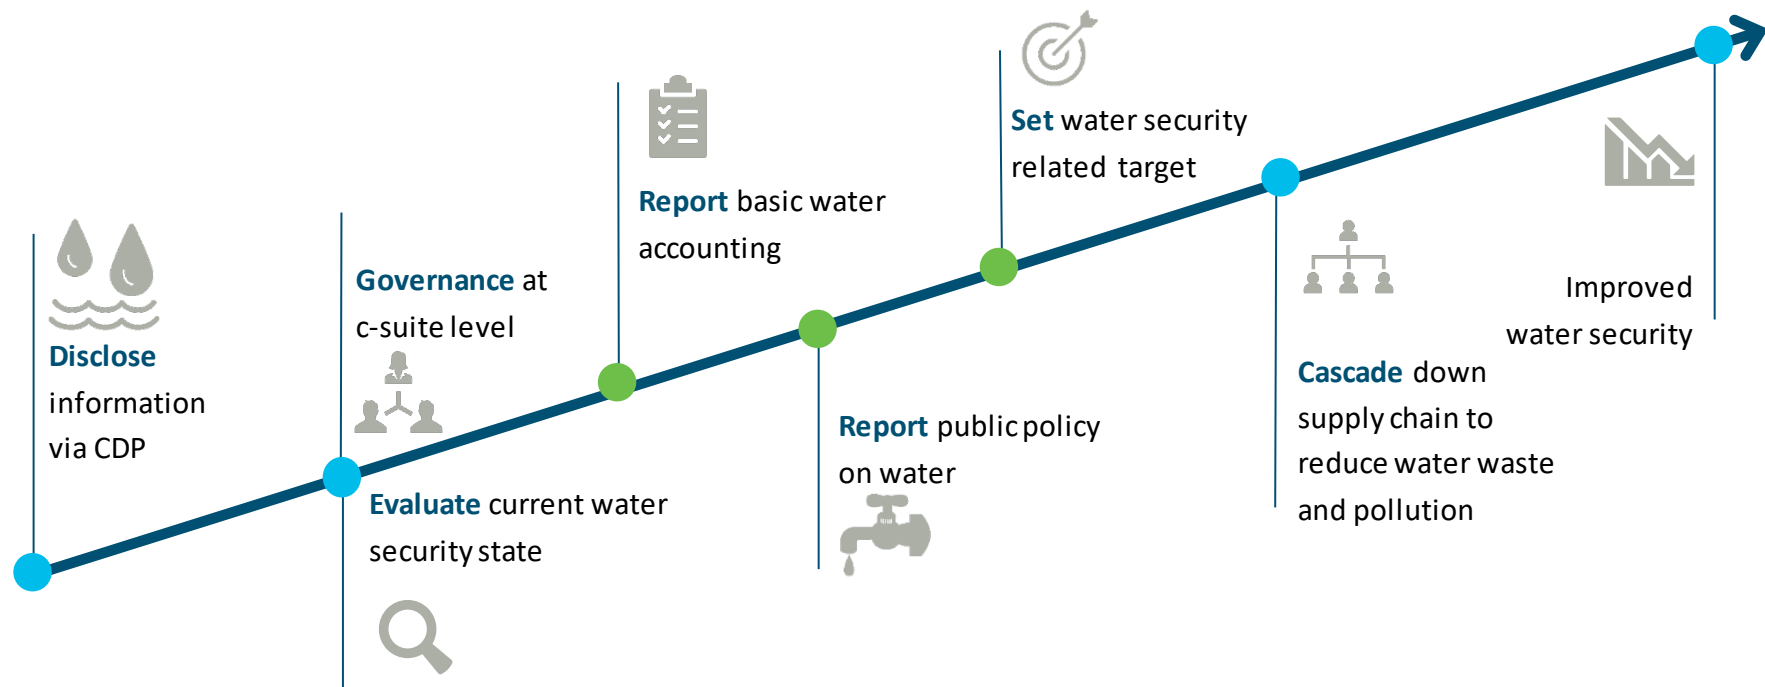 Disclose
information
via CDP
Governance at
c-suite level
Evaluate current water
security state
Report basic water
accounting
Report public policy
on water
Set water security
related target
Cascade down
supply chain to
reduce water waste
and pollution
Improved
water security